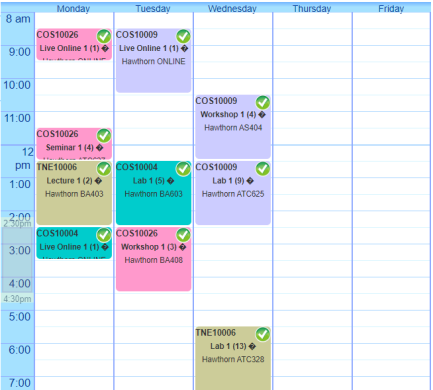 Monday Tuesday Wednesday Thursday Friday
8 am
9:00
10:00
11:00
12
pm
1:00
2:00
2:30pm
3:00
4:00
4:30pm
5:00
6:00
7:00
COS10026
Live Online 1 (1) �
Hawthorn ONLINE
COS10026
Seminar 1 (4) �
TNE10006
Lecture 1 (2) �
Hawthorn BA403
COS10004
Live Online 1 (1) �
Hawthorn ONLINE
COS10009
Live Online 1 (1) �
Hawthorn ONLINE
COS10004
Lab 1 (5) �
Hawthorn BA603
COS10026
Workshop 1 (3) �
Hawthorn BA408
COS10009
Workshop 1 (4) �
Hawthorn AS404
COS10009
Lab 1 (9) �
Hawthorn ATC625
TNE10006
Lab 1 (13) �
Hawthorn ATC328